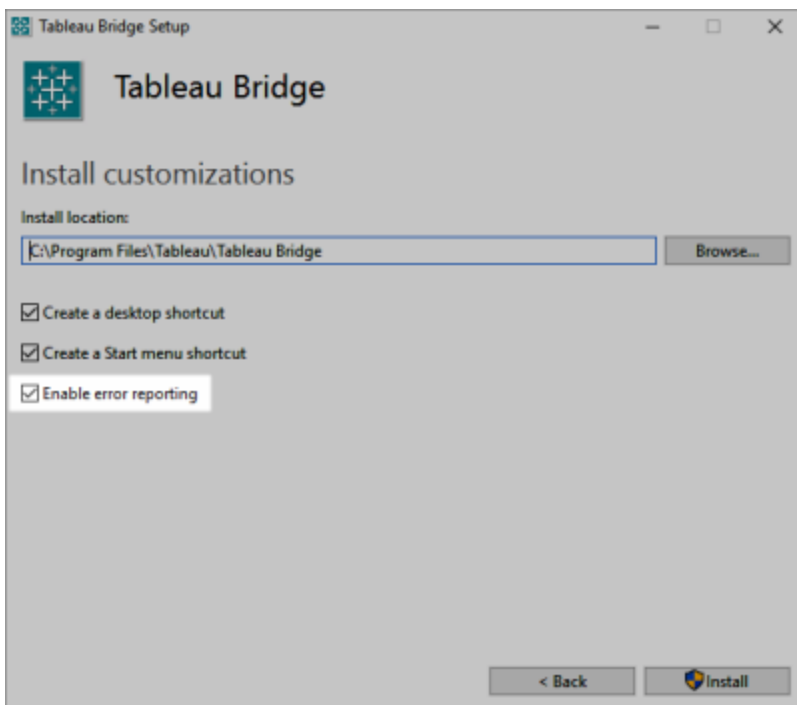 Tableau Bridge Setup
Tableau Bridge
Install customizations
Install location:
C:\Program Files\Tableau\Tableau Bridge
Browse...
Create a desktop shortcut
Create a Start menu shortcut
Enable error reporting
< Back
Install